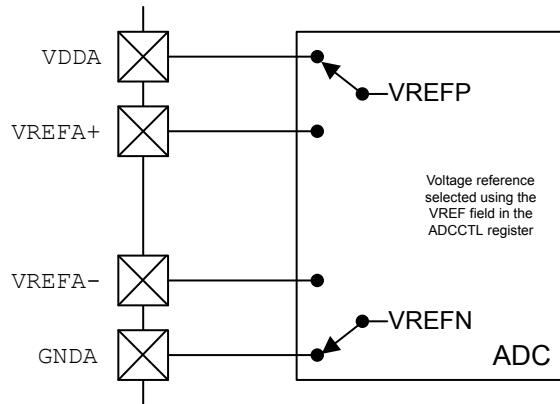 VDDA
VREFP
VREFA+
Voltage reference
selected using the
VREF field in the
ADCCTL register
VREFA-
VREFN
GNDA
ADC